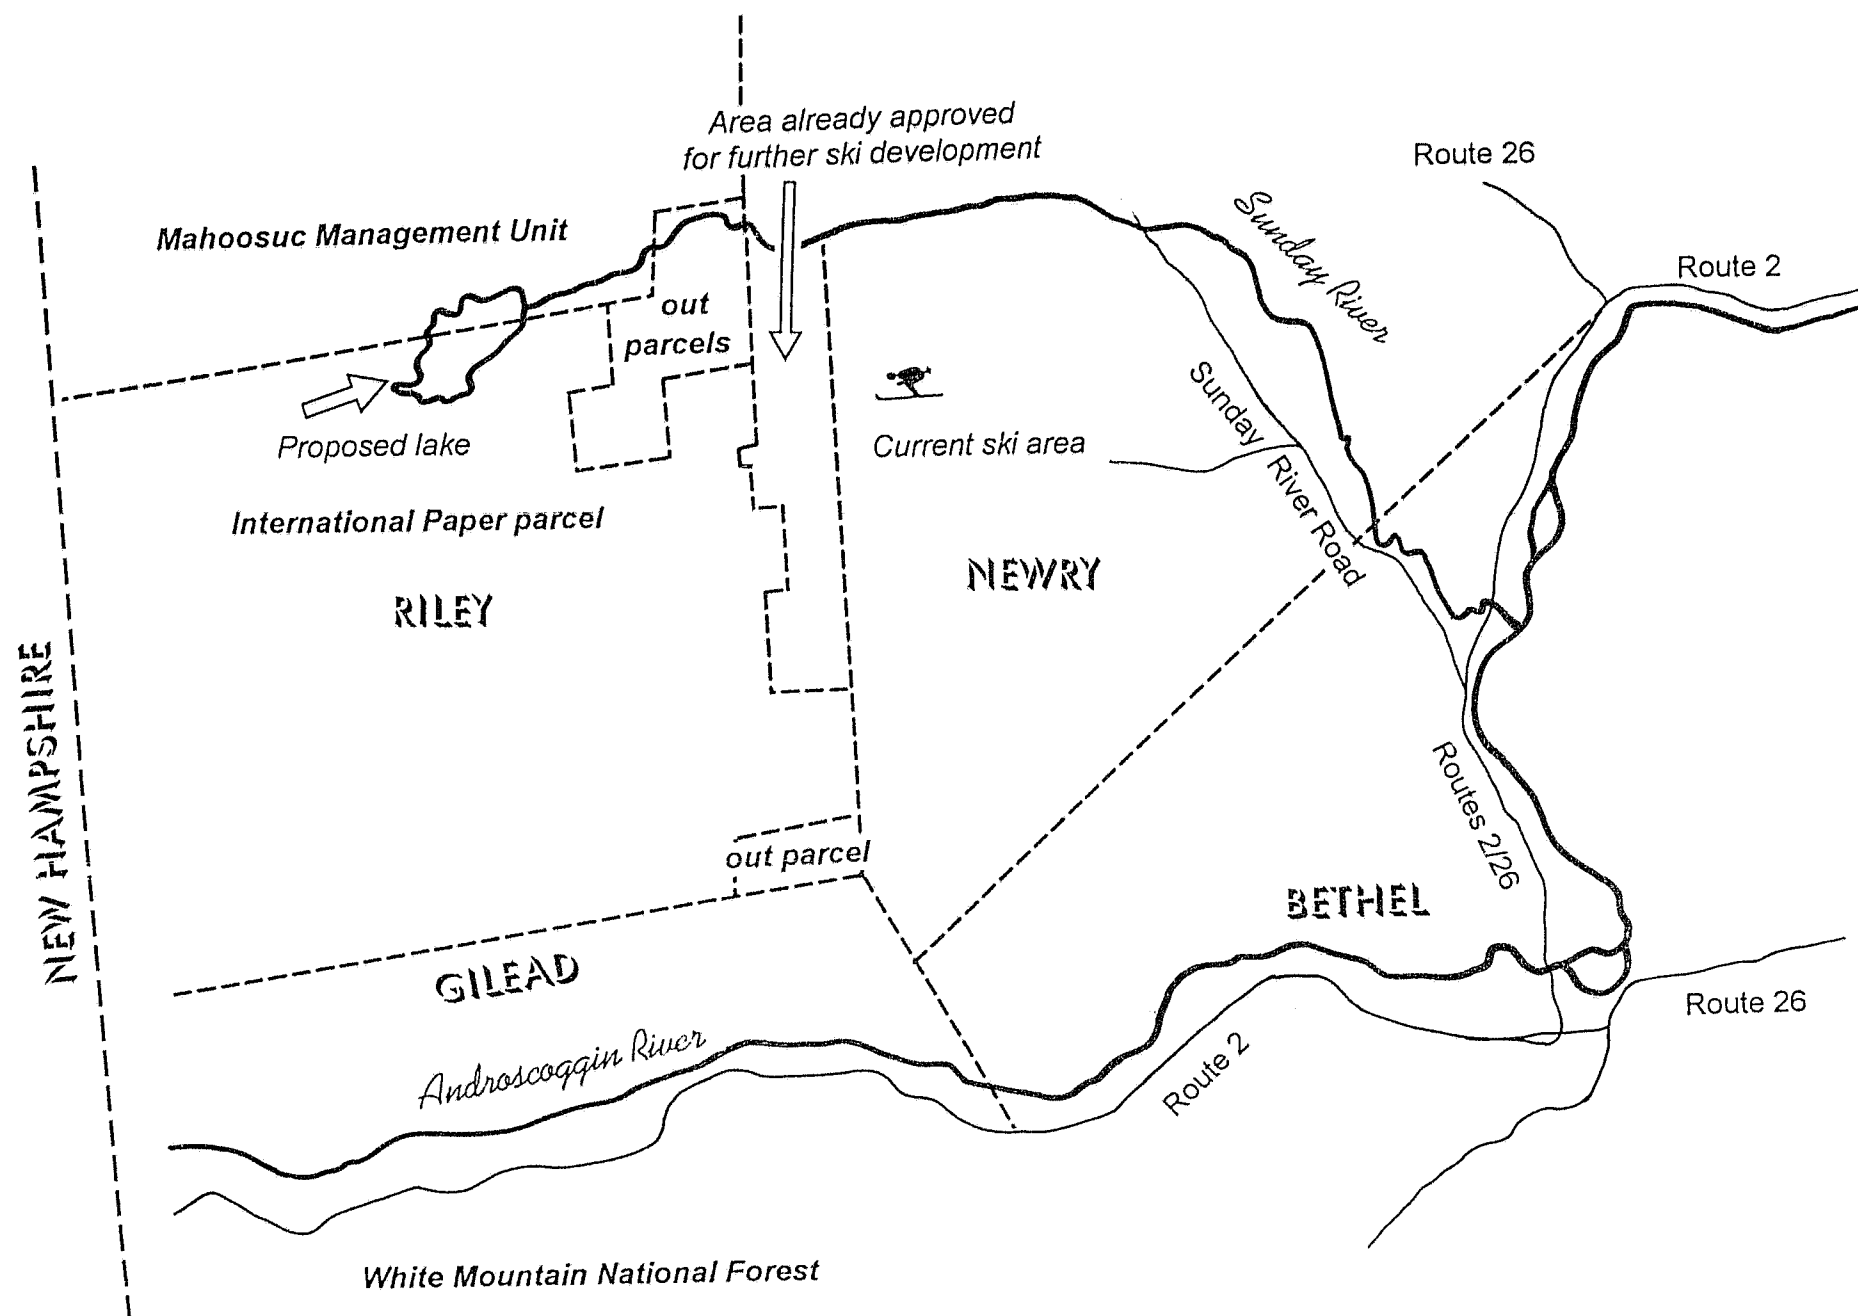 Area already approved
for further ski development
Route 26
Sunday River
Mahoosuc Management Unit
Route 2
out
parcels
Proposed lake
Current ski area
Sunday River Road
International Paper parcel
NEWRY
RILEY
NEW HAMPSHIRE
Routes 2/26
out parcel
BETHEL
GILEAD
Route 26
Androscoggin River
Route 2
White Mountain National Forest